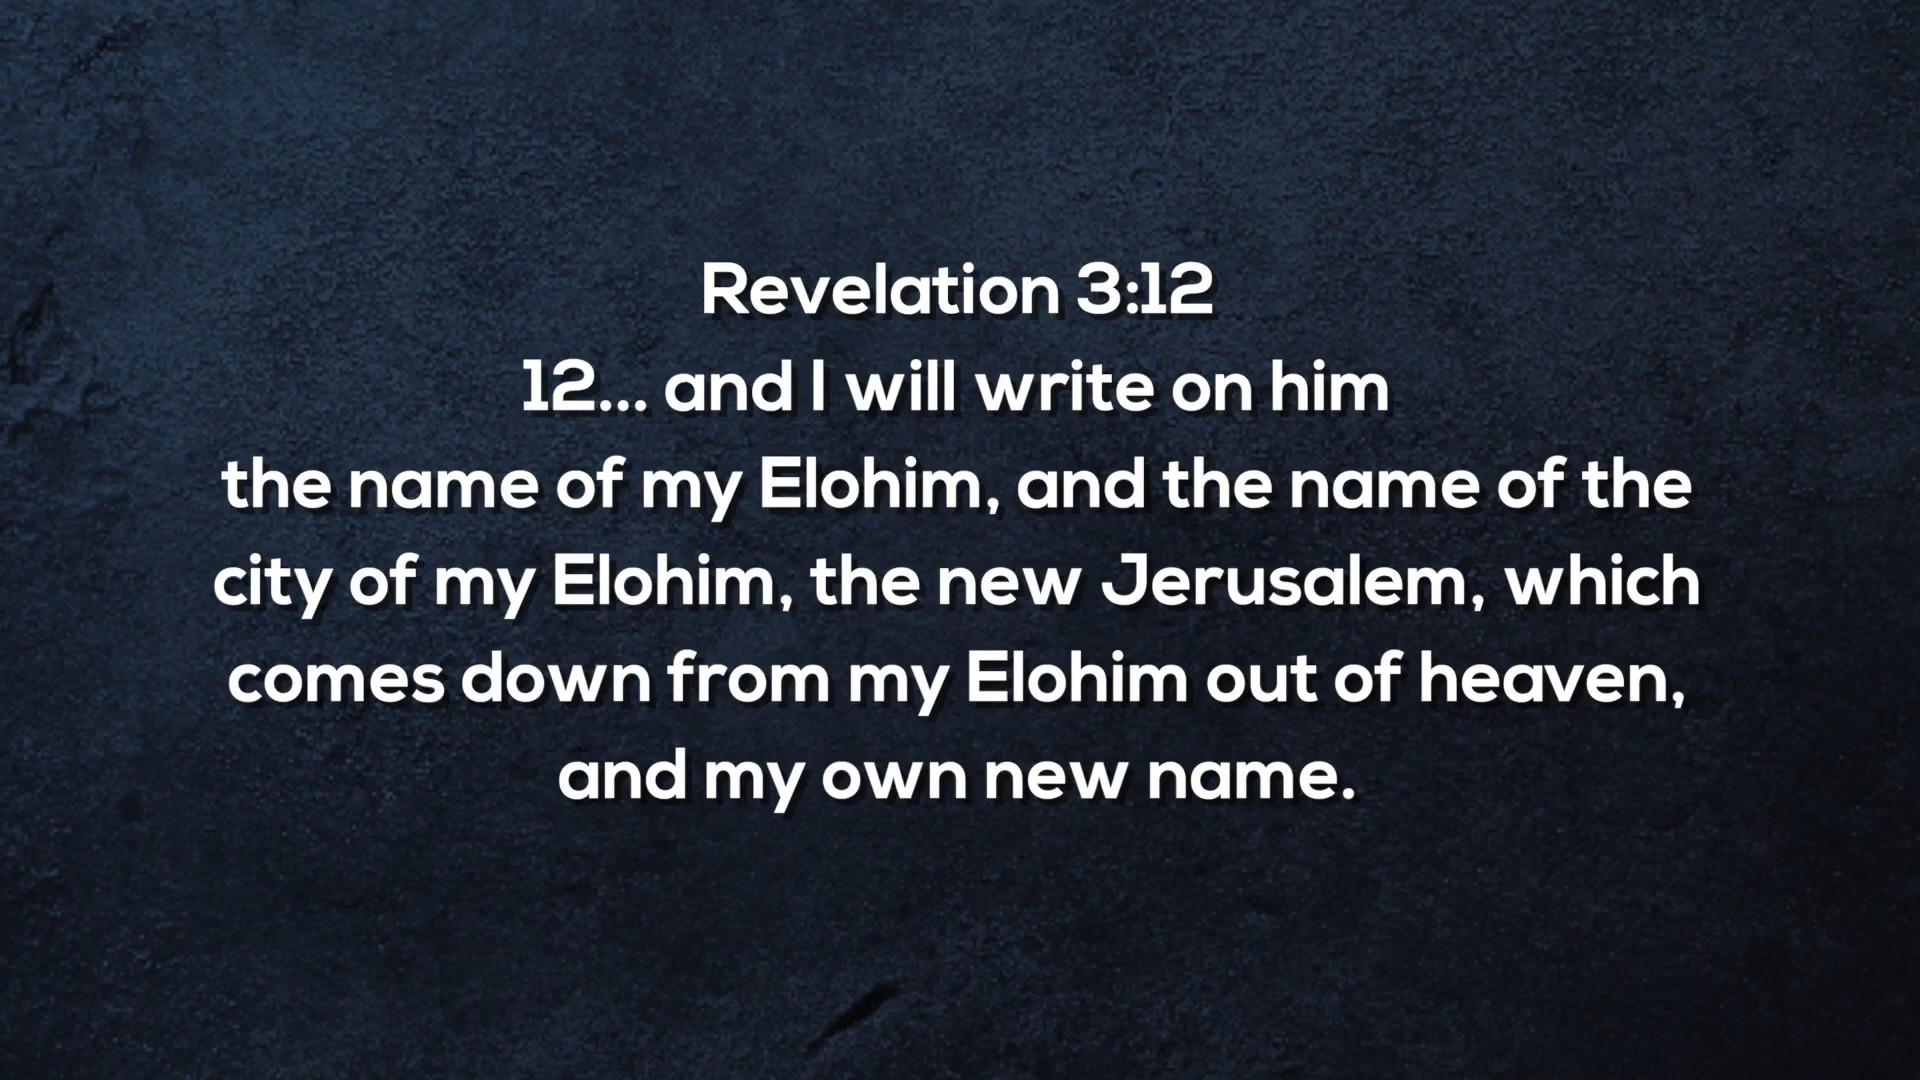 Revelation 3:12
12... and I will write on him
the name of my Elohim, and the name of the
city of my Elohim, the new Jerusalem, which
comes down from my Elohim out of heaven,
and my own new name.